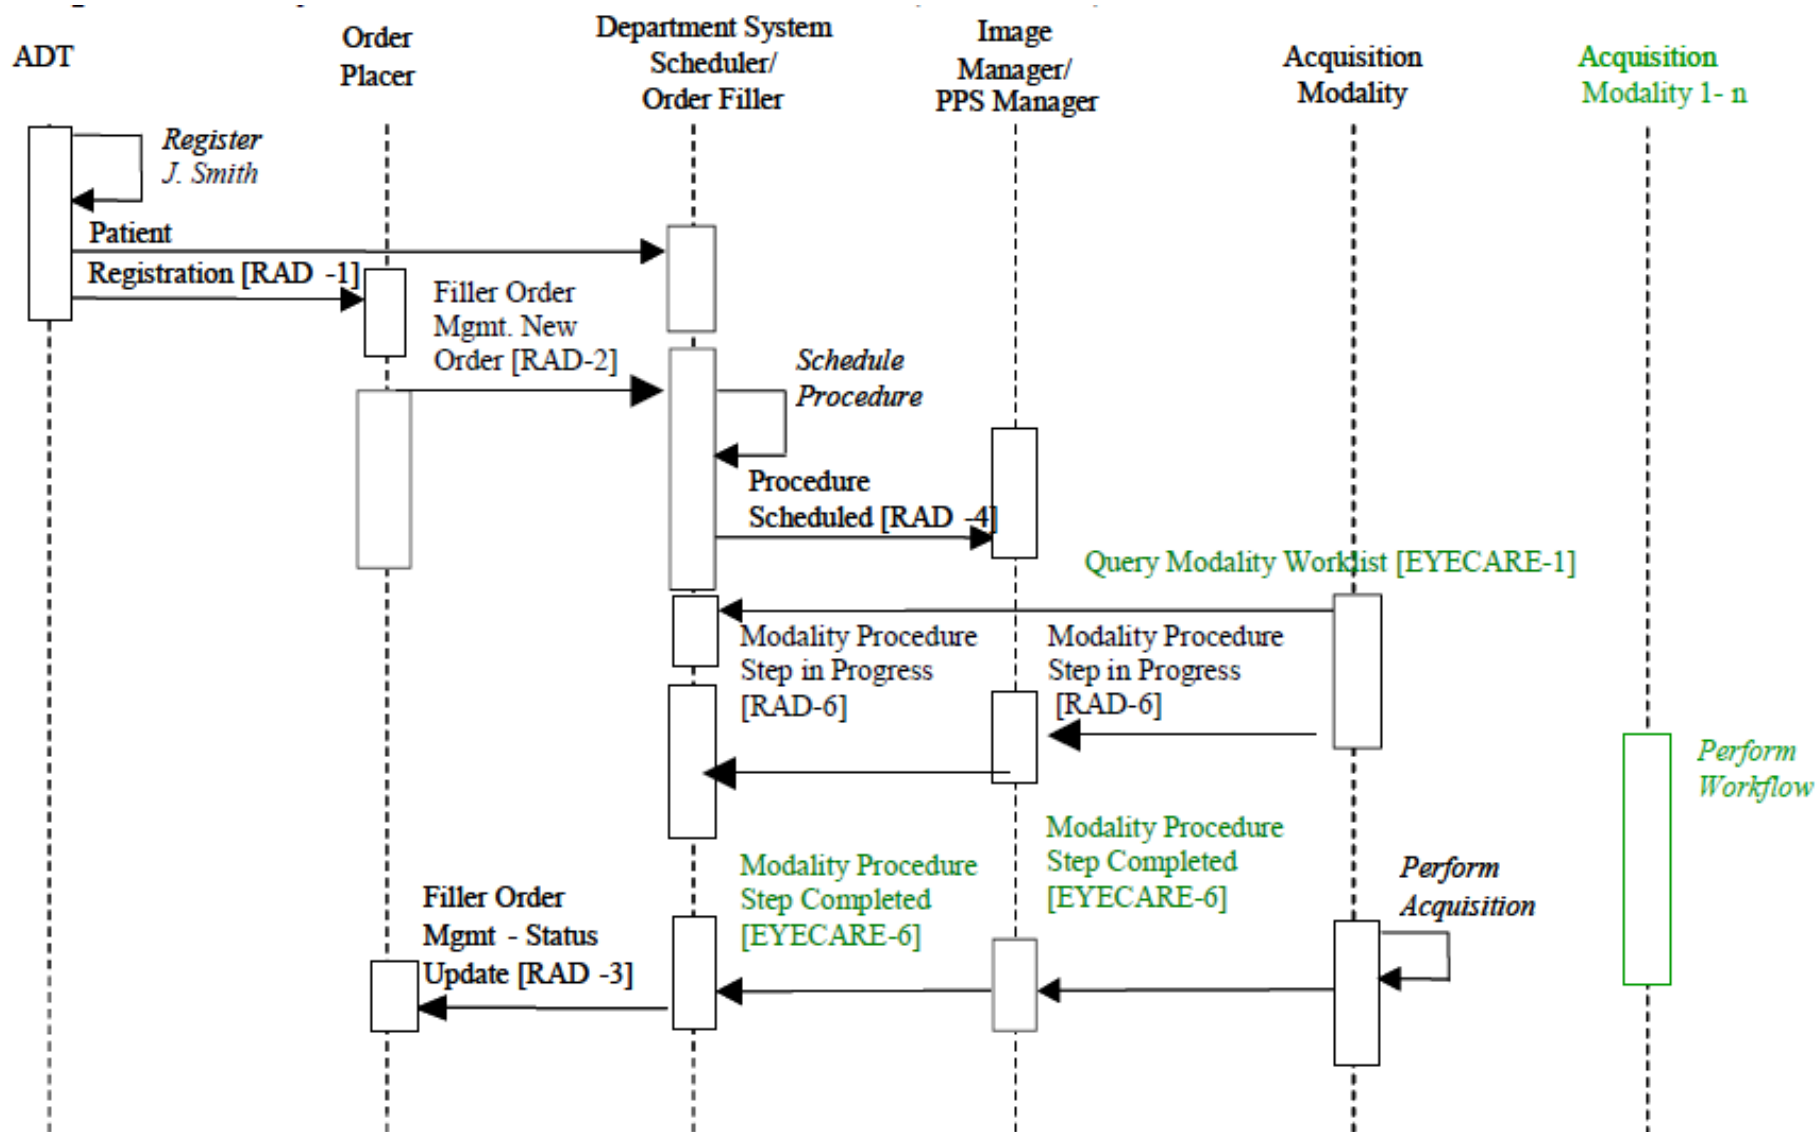 ADT
Order
Placer
Department System
Scheduler/
Order Filler
Image
Manager/
PPS Manager
Acquisition
Modality
Acquisition
Modality 1- n
Register
J. Smith
Patient
Registration [RAD -1]
Filler Order
Mgmt. New
Order [RAD-2]
Schedule
Procedure
Procedure
Scheduled [RAD -4]
Query Modality Worklist [EYECARE-1]
Modality Procedure
Step in Progress
[RAD-6]
Modality Procedure
Step in Progress
[RAD-6]
Perform
Workflow
Modality Procedure
Step Completed
[EYECARE-6]
Modality Procedure
Step Completed
[EYECARE-6]
Perform
Acquisition
Filler Order
Mgmt - Status
Update [RAD -3]